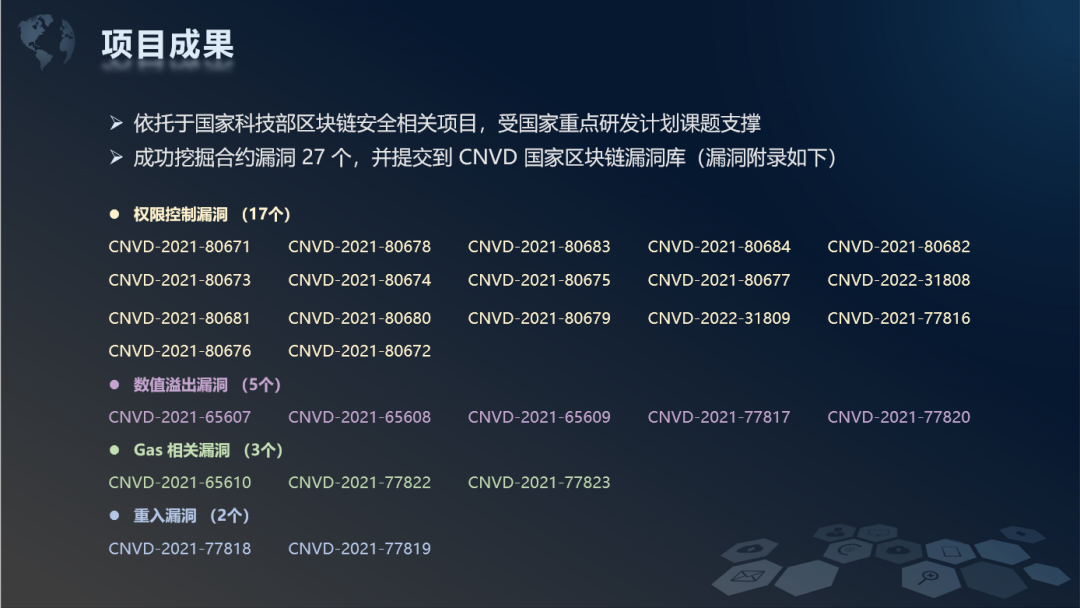 项目成果
➢ 依托于国家科技部区块链安全相关项目，受国家重点研发计划课题支撑
➢ 成功挖掘合约漏洞 27 个，并提交到 CNVD 国家区块链漏洞库（漏洞附录如下）
● 权限控制漏洞 （17个）
CNVD-2021-80671 CNVD-2021-80678 CNVD-2021-80683 CNVD-2021-80684 CNVD-2021-80682
CNVD-2021-80673 CNVD-2021-80674 CNVD-2021-80675 CNVD-2021-80677 CNVD-2022-31808
CNVD-2021-80681 CNVD-2021-80680 CNVD-2021-80679 CNVD-2022-31809 CNVD-2021-77816
CNVD-2021-80676 CNVD-2021-80672
● 数值溢出漏洞 （5个）
CNVD-2021-65607 CNVD-2021-65608 CNVD-2021-65609 CNVD-2021-77817 CNVD-2021-77820
● Gas 相关漏洞 （3个）
CNVD-2021-65610 CNVD-2021-77822 CNVD-2021-77823
● 重入漏洞 （2个）
CNVD-2021-77818 CNVD-2021-77819